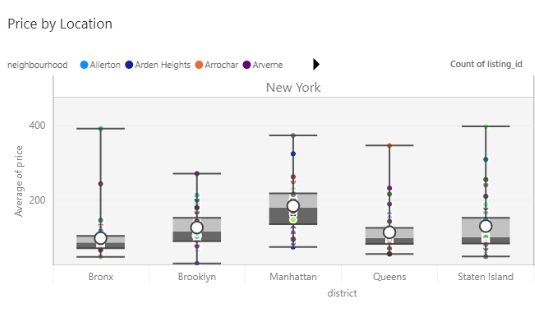 Price by Location
neighbourhood Allerton Arden Heights Arrochar Arverne Count of listing_id
New York
400
200
Average of price
Bronx Brooklyn Manhattan Queens Staten Island
district